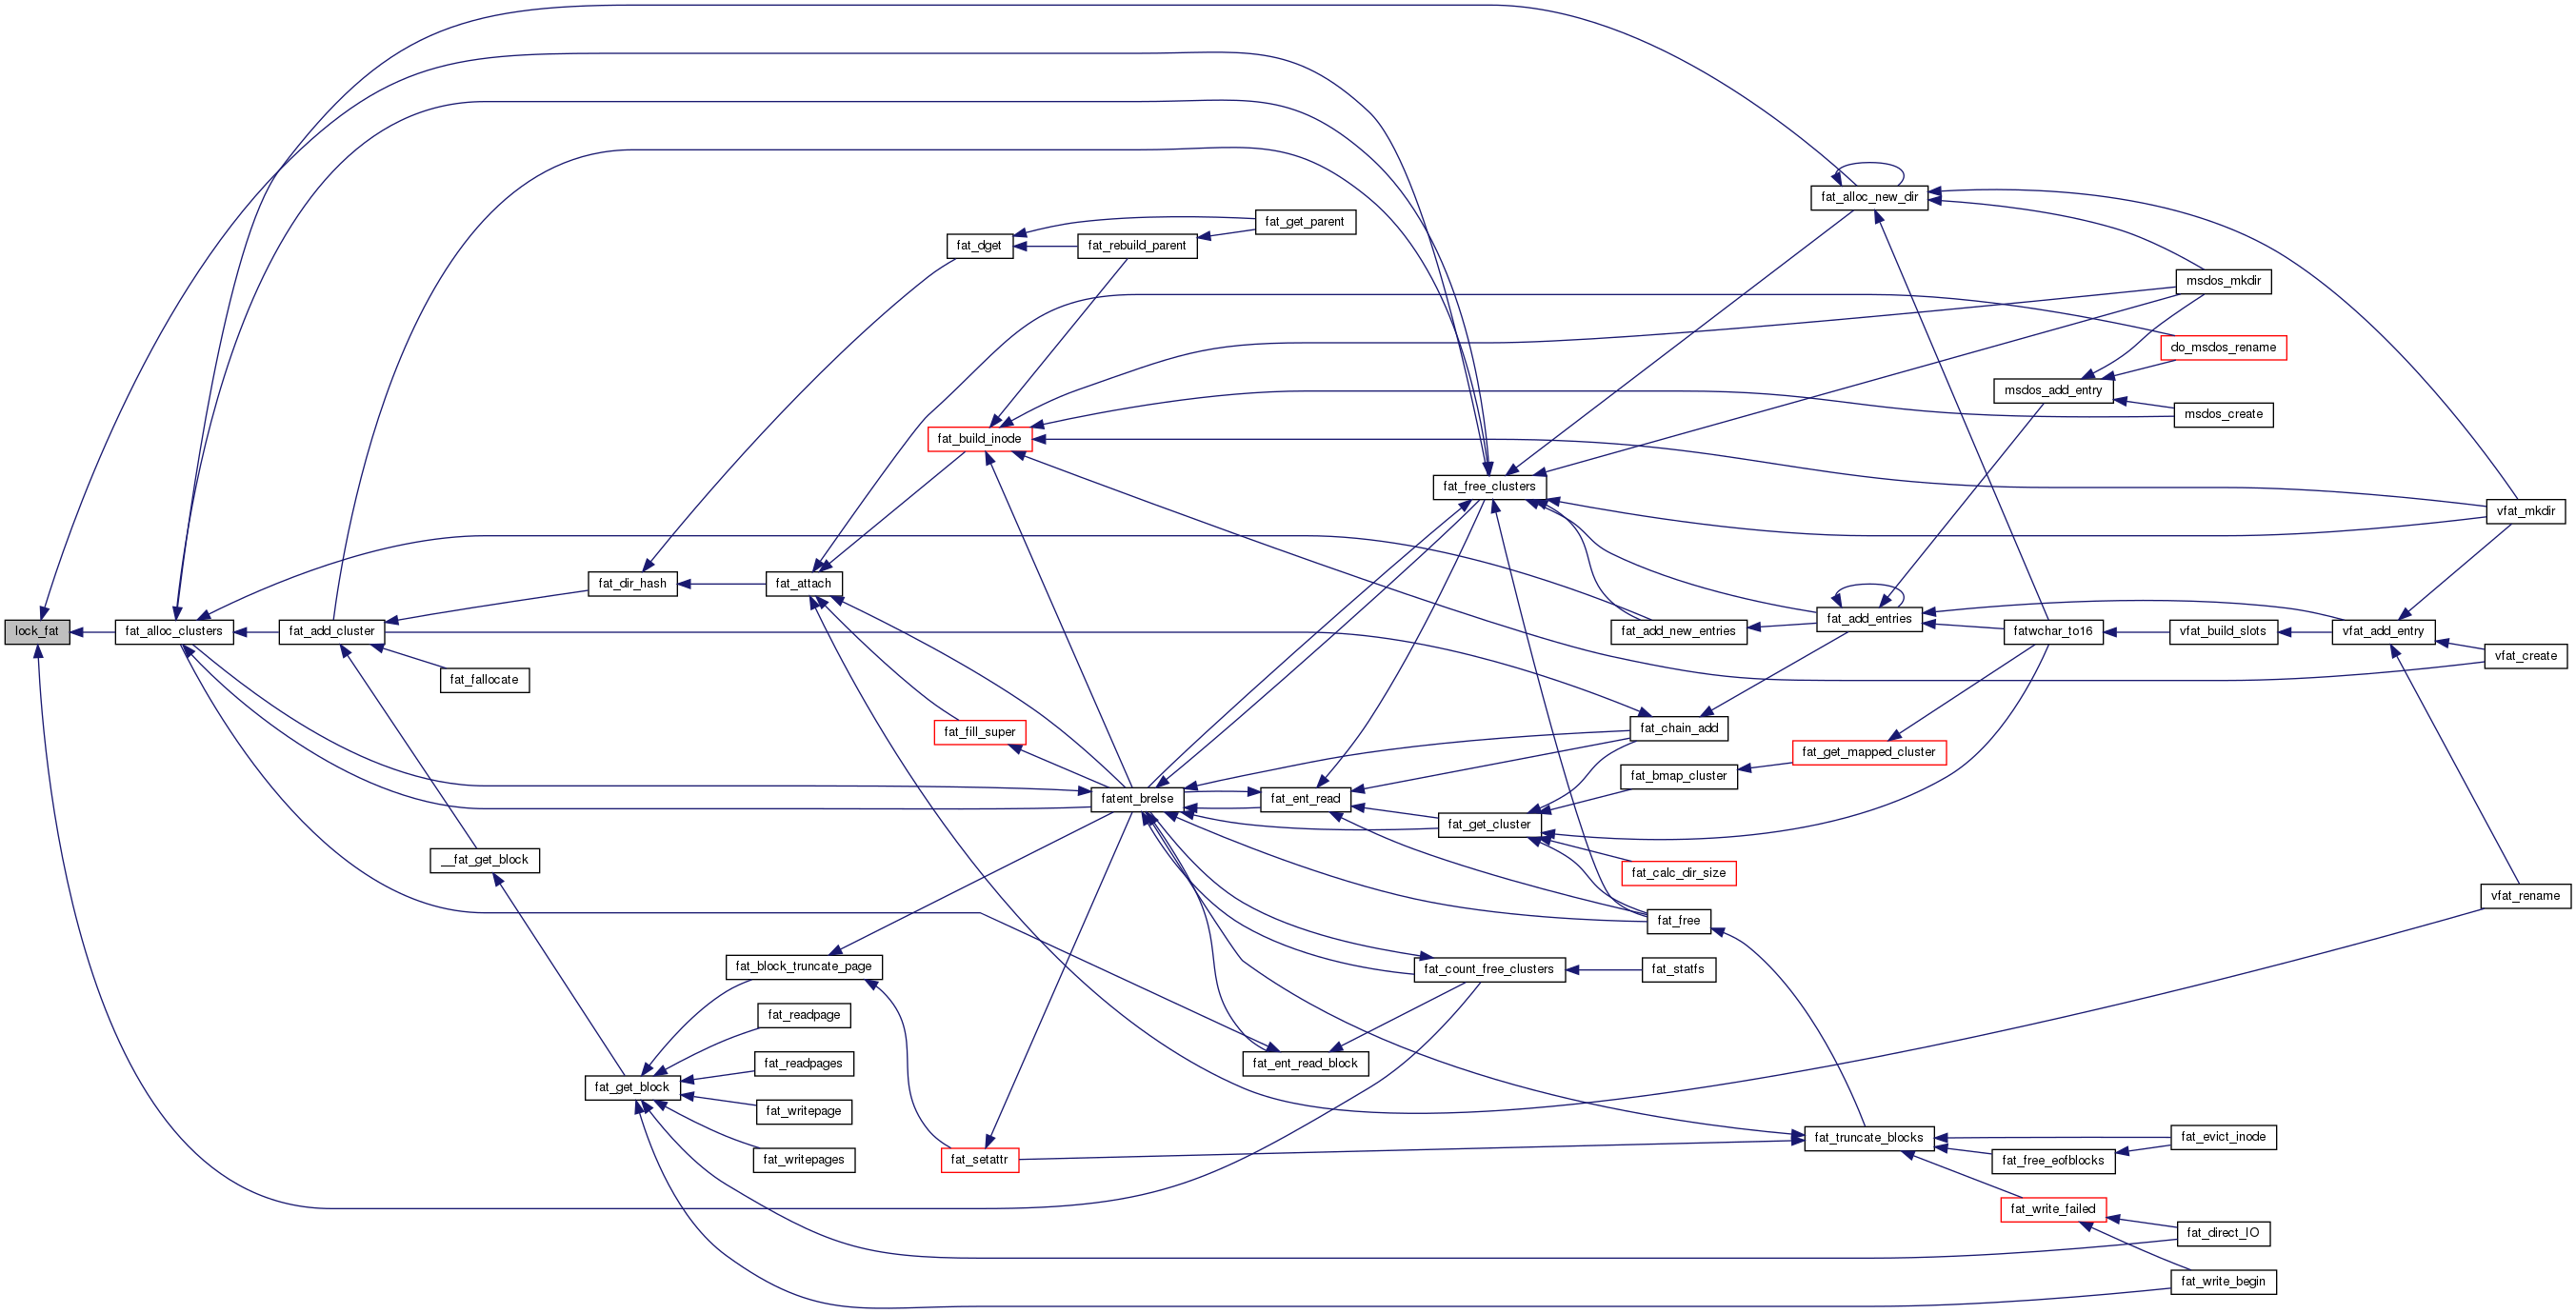 lock_fat
fat_alloc_clusters
fat_add_cluster
fat_fallocate
__fat_get_block
fat_dir_hash
fat_get_block
fat_attach
fat_block_truncate_page
fat_readpage
fat_readpages
fat_writepage
fat_writepages
fat_dget
fat_build_inode
fat_fill_super
fat_setattr
fat_rebuild_parent
fatent_brelse
fat_get_parent
fat_ent_read
fat_ent_read_block
fat_free_clusters
fat_get_cluster
fat_count_free_clusters
fat_add_new_entries
fat_chain_add
fat_bmap_cluster
fat_calc_dir_size
fat_free
fat_statfs
fat_alloc_new_dir
fat_add_entries
fat_get_mapped_cluster
fat_truncate_blocks
msdos_add_entry
fatwchar_to16
fat_free_eofblocks
fat_write_failed
msdos_mkdir
do_msdos_rename
msdos_create
vfat_build_slots
fat_evict_inode
fat_direct_IO
fat_write_begin
vfat_add_entry
vfat_mkdir
vfat_create
vfat_rename